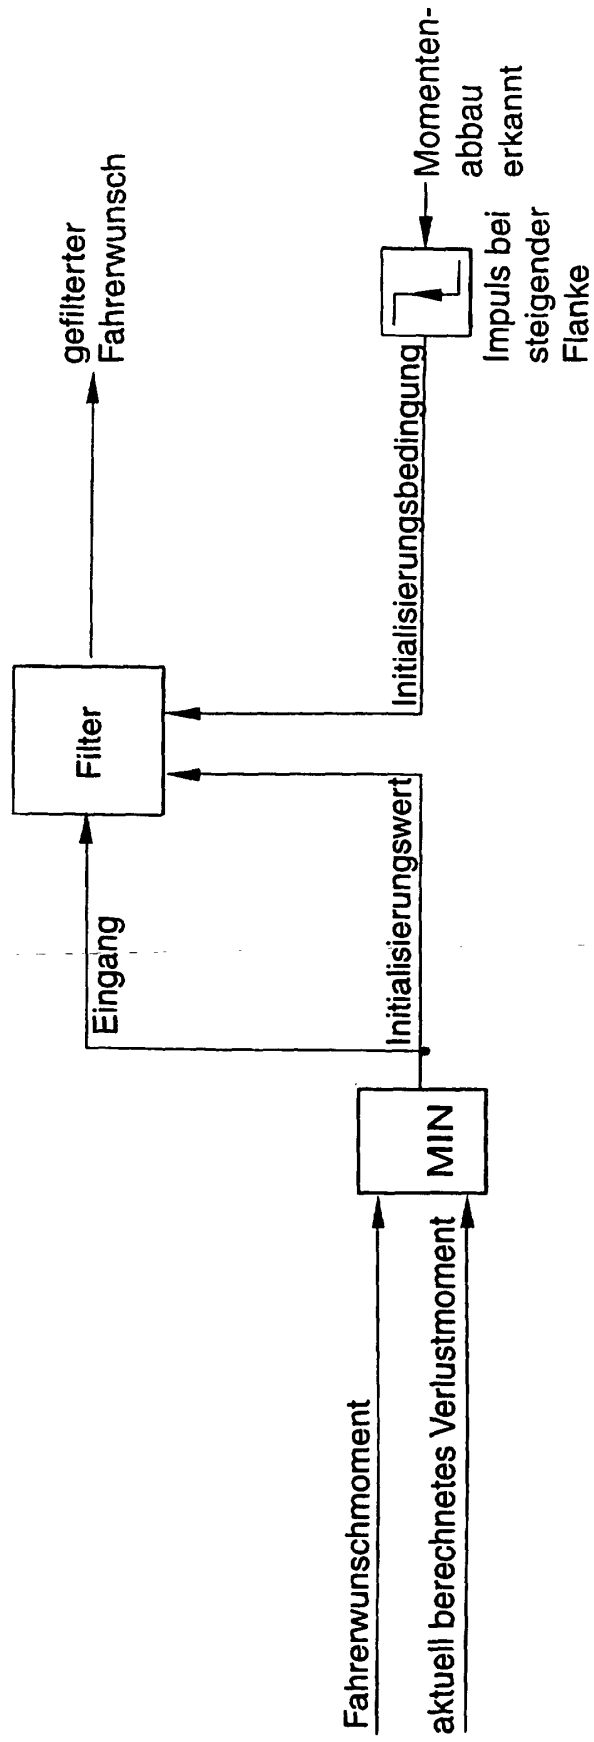 Fahrerwunschmoment
aktuell berechnetes Verlustmoment
MIN
Eingang
Initialisierungswert
Filter
gefilterter
Fahrerwunsch
Initialisierungsbedingung
Impuls bei
steigender
Flanke
Momenten-
abbau
erkannt